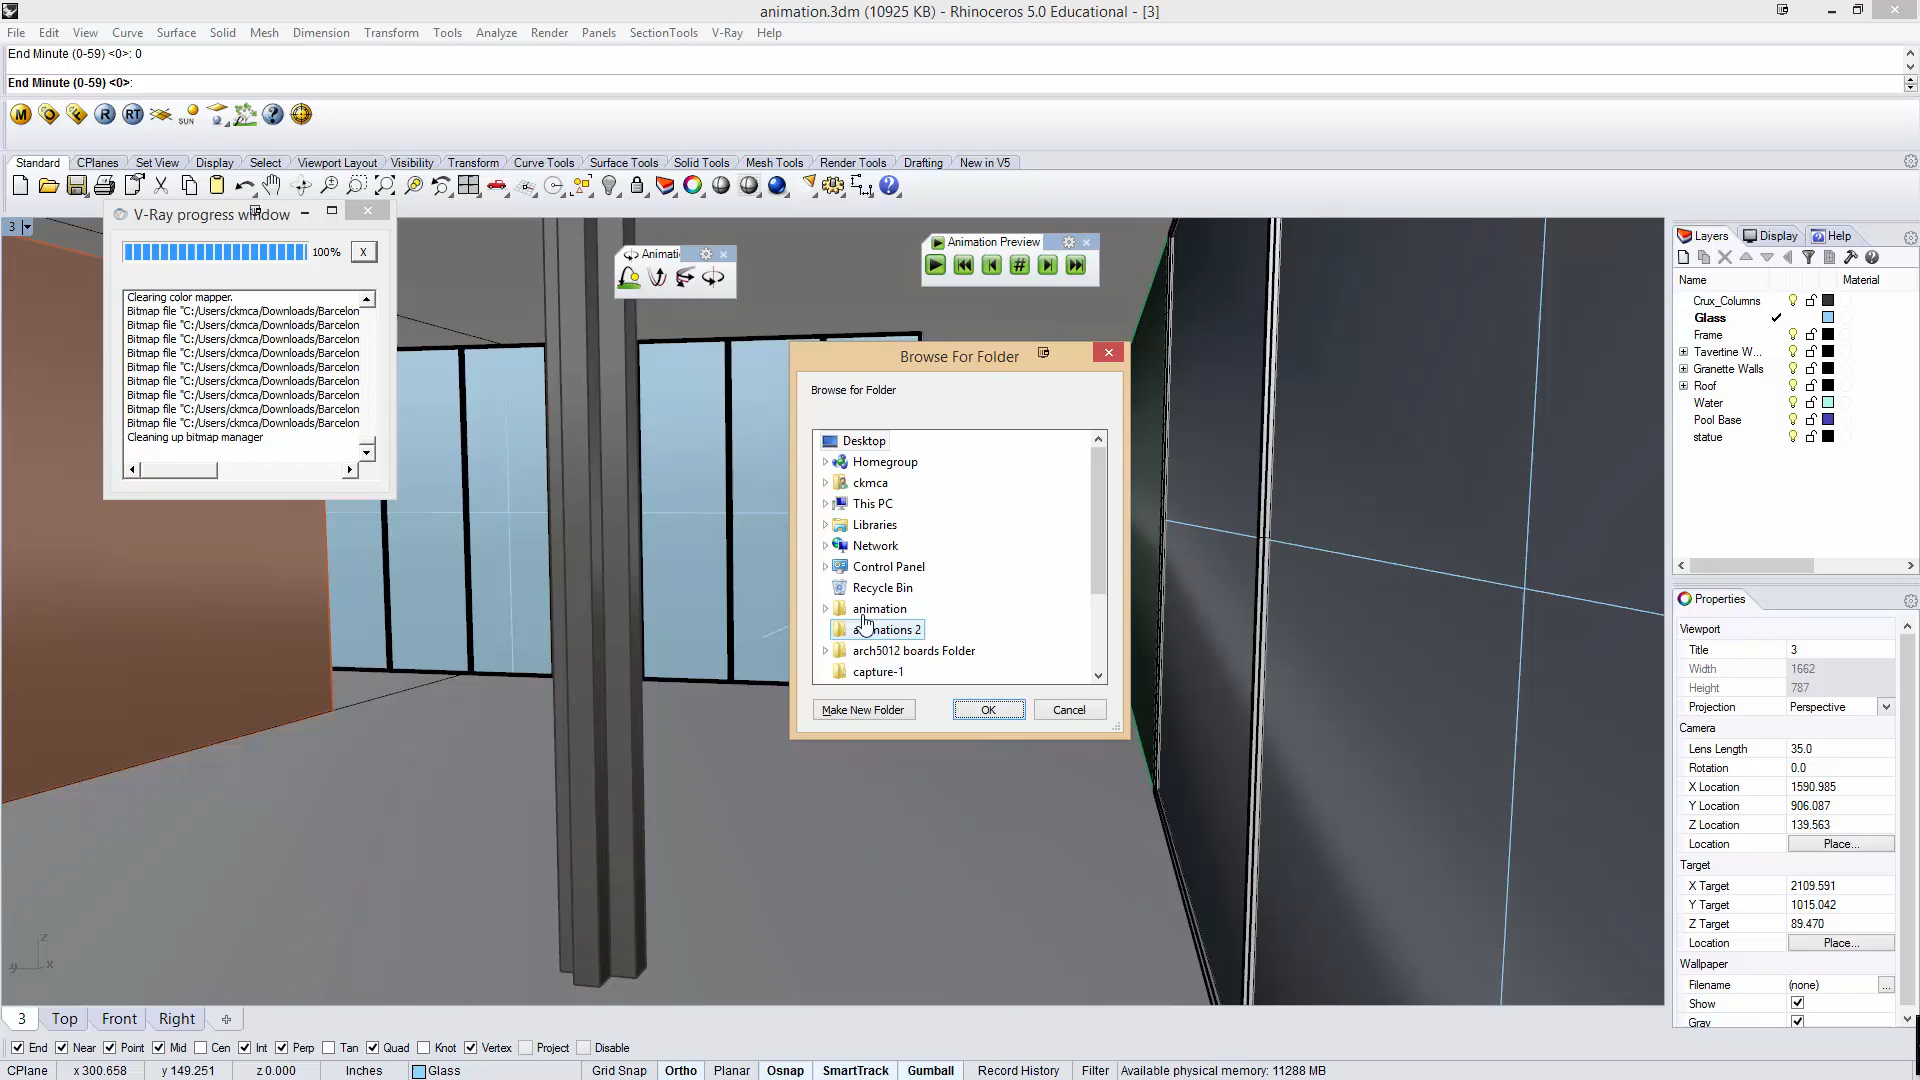 animation.3dm (10925 KB) - Rhinoceros 5.0 Educational - [3]
File Edit View Curve Surface Solid Mesh Dimension Transform Tools Analyze Render Panels SectionTools V-Ray Help
End Minute (0-59) <0>: 0
End Minute (0-59) <0>:
M O F R RT SUN
Standard CPlanes Set View Display Select Viewport Layout Visibility Transform Curve Tools Surface Tools Solid Tools Mesh Tools Render Tools Drafting New in V5
3
V-Ray progress window
100% X
Clearing color mapper.
Bitmap file "C:/Users/ckmca/Downloads/Barcelon
Bitmap file "C:/Users/ckmca/Downloads/Barcelon
Bitmap file "C:/Users/ckmca/Downloads/Barcelon
Bitmap file "C:/Users/ckmca/Downloads/Barcelon
Bitmap file "C:/Users/ckmca/Downloads/Barcelon
Bitmap file "C:/Users/ckmca/Downloads/Barcelon
Bitmap file "C:/Users/ckmca/Downloads/Barcelon
Bitmap file "C:/Users/ckmca/Downloads/Barcelon
Bitmap file "C:/Users/ckmca/Downloads/Barcelon
Cleaning up bitmap manager
Animati
Animation Preview
#
Browse For Folder
Browse for Folder
Desktop
Homegroup
ckmca
This PC
Libraries
Network
Control Panel
Recycle Bin
animation
animations 2
arch5012 boards Folder
capture-1
Make New Folder OK Cancel
Layers Display Help
Name Material
Crux_Columns
Glass
Frame
Tavertine W...
Granette Walls
Roof
Water
Pool Base
statue
Properties
Viewport
Title 3
Width 1662
Height 787
Projection Perspective
Camera
Lens Length 35.0
Rotation 0.0
X Location 1590.985
Y Location 906.087
Z Location 139.563
Location Place...
Target
X Target 2109.591
Y Target 1015.042
Z Target 89.470
Location Place...
Wallpaper
Filename (none) ...
Show
Gray
z
y x
3 Top Front Right
End Near Point Mid Cen Int Perp Tan Quad Knot Vertex Project Disable
CPlane x 300.658 y 149.251 z 0.000 Inches Glass Grid Snap Ortho Planar Osnap SmartTrack Gumball Record History Filter Available physical memory: 11288 MB